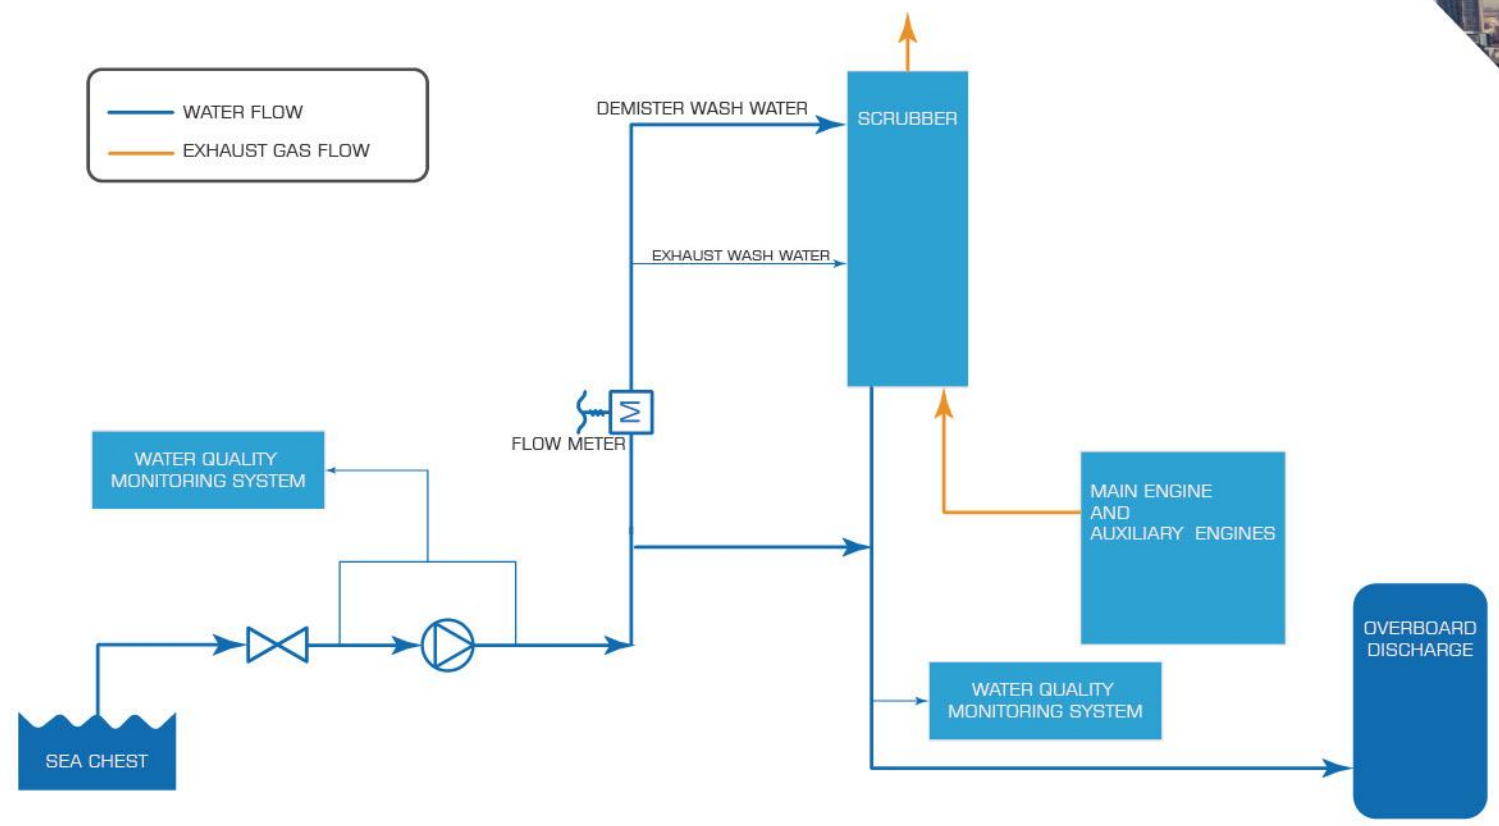 WATER FLOW
EXHAUST GAS FLOW
DEMISTER WASH WATER
SCRUBBER
EXHAUST WASH WATER
M
FLOW METER
WATER QUALITY
MONITORING SYSTEM
MAIN ENGINE
AND
AUXILIARY ENGINES
OVERBOARD
DISCHARGE
WATER QUALITY
MONITORING SYSTEM
SEA CHEST